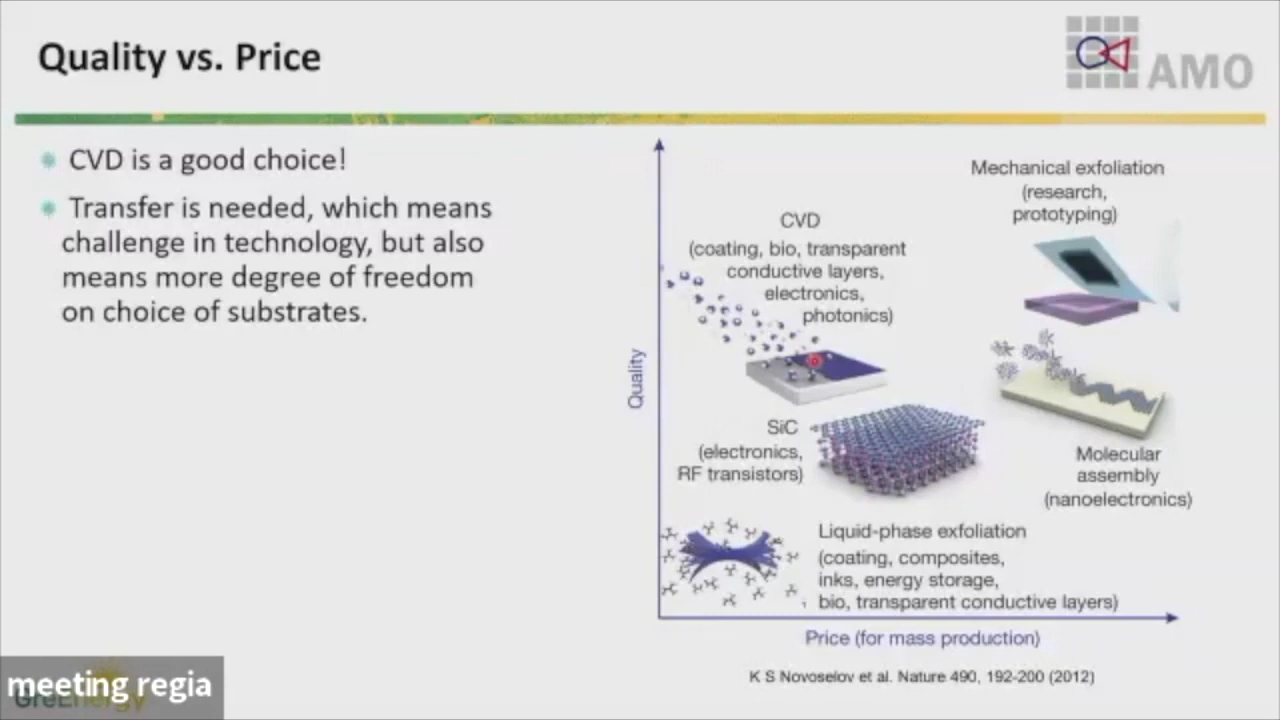 Quality vs. Price
AMO
CVD is a good choice!
Transfer is needed, which means
challenge in technology, but also
means more degree of freedom
on choice of substrates.
Mechanical exfoliation
(research,
prototyping)
CVD
(coating, bio, transparent
conductive layers,
electronics,
photonics)
Quality
SiC
(electronics,
RF transistors)
Molecular
assembly
(nanoelectronics)
Liquid-phase exfoliation
(coating, composites,
inks, energy storage,
bio, transparent conductive layers)
Price (for mass production)
K S Novoselov et al. Nature 490, 192-200 (2012)
meeting regia
GreEnergy